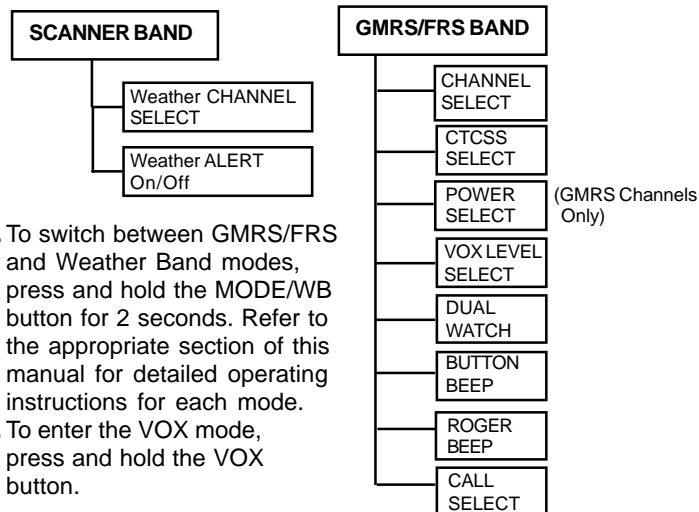 SCANNER BAND
Weather CHANNEL
SELECT
Weather ALERT
On/Off
. To switch between GMRS/FRS
and Weather Band modes,
press and hold the MODE/WB
button for 2 seconds. Refer to
the appropriate section of this
manual for detailed operating
instructions for each mode.
. To enter the VOX mode,
press and hold the VOX
button.
GMRS/FRS BAND
CHANNEL
SELECT
CTCSS
SELECT
POWER
SELECT
(GMRS Channels
Only)
VOX LEVEL
SELECT
DUAL
WATCH
BUTTON
BEEP
ROGER
BEEP
CALL
SELECT